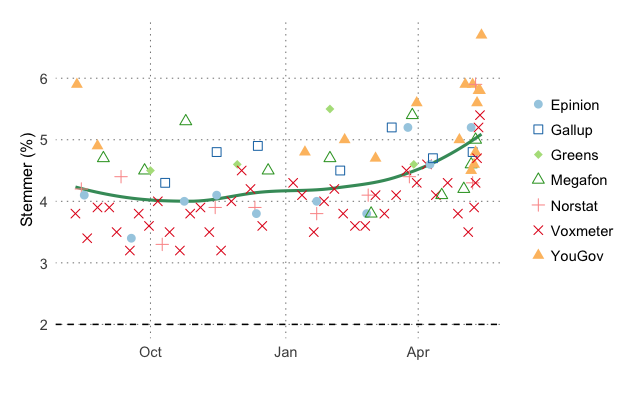 Stemmer (%)
6
5
4
3
2
Oct
Jan
Apr
Epinion
Gallup
Greens
Megafon
Norstat
Voxmeter
YouGov